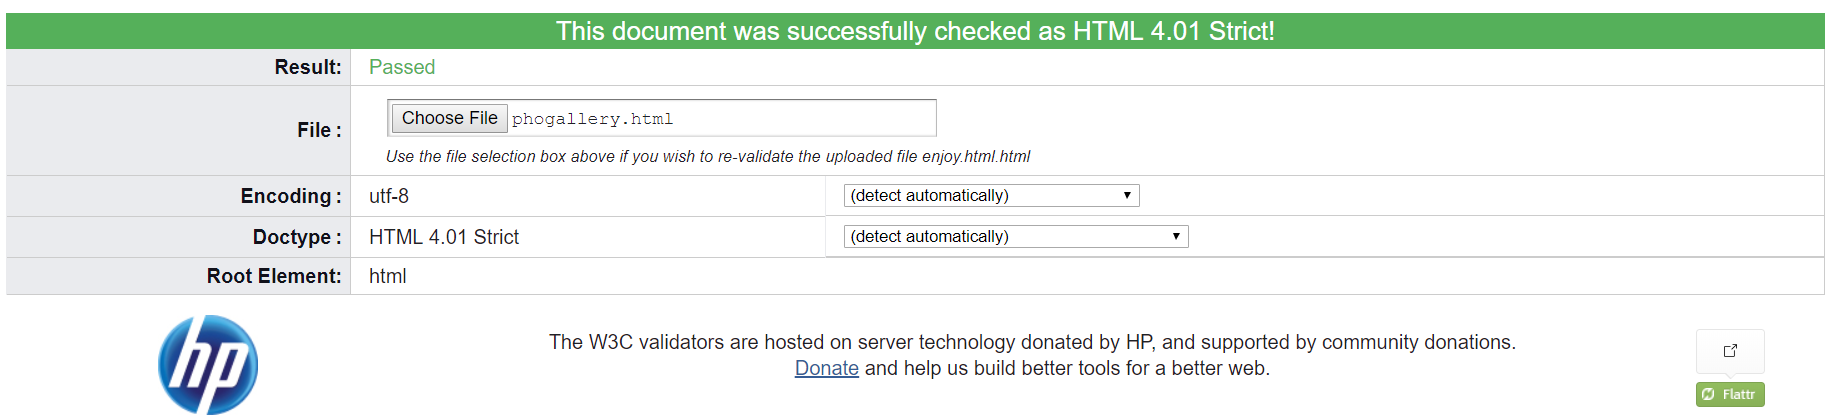 This document was successfully checked as HTML 4.01 Strict!
Result: Passed
File : Choose File phogallery.html
Use the file selection box above if you wish to re-validate the uploaded file enjoy.html.html
Encoding : utf-8 (detect automatically)
Doctype : HTML 4.01 Strict (detect automatically)
Root Element: html
hp
The W3C validators are hosted on server technology donated by HP, and supported by community donations.
Donate and help us build better tools for a better web.
Flattr